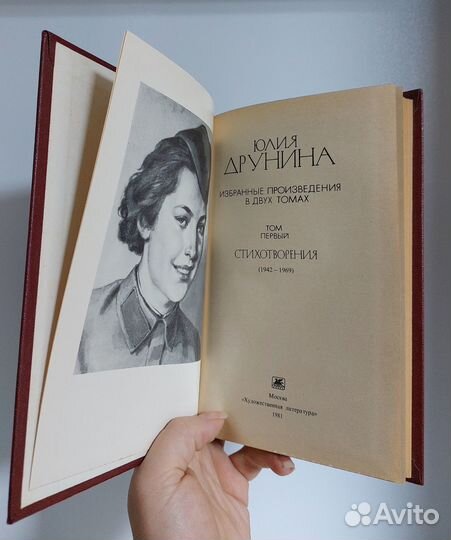 ЮЛИЯ
ДРУНИНА
ИЗБРАННЫЕ ПРОИЗВЕДЕНИЯ
В ДВУХ ТОМАХ
ТОМ
ПЕРВЫЙ
СТИХОТВОРЕНИЯ
(1942–1969)
Москва
«Художественная литература»
1981
Avito